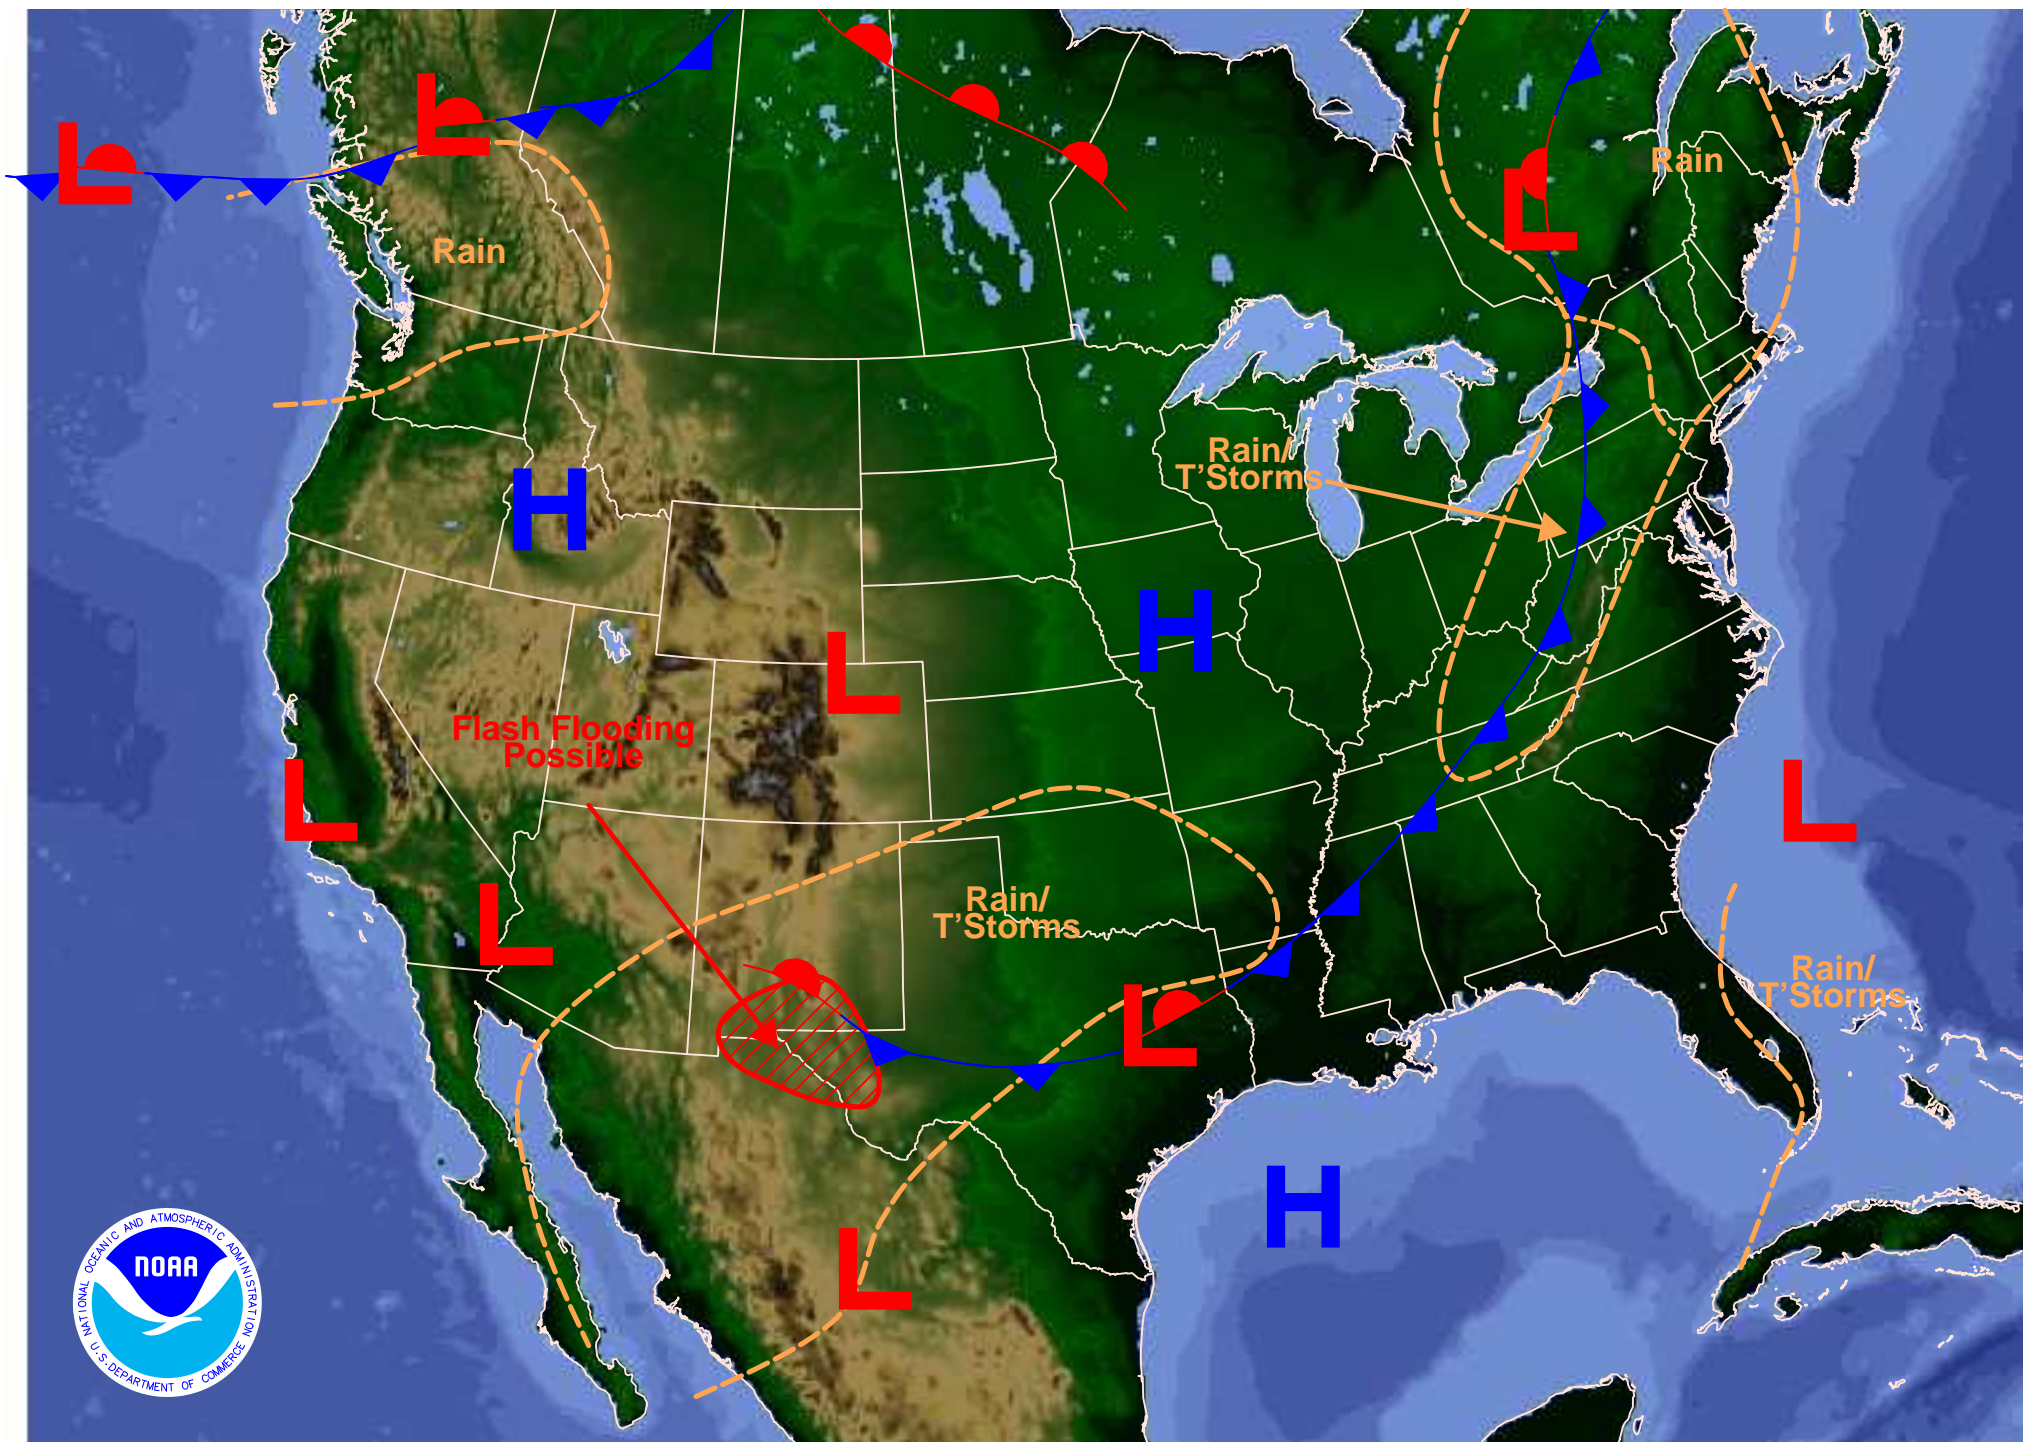 L
L
L
Rain
Rain
Rain/
T'Storms
H
H
L
Flash Flooding
Possible
L
L
L
Rain/
T'Storms
Rain/
T'Storms
L
H
L
NOAA
NATIONAL OCEANIC AND ATMOSPHERIC ADMINISTRATION
U.S. DEPARTMENT OF COMMERCE